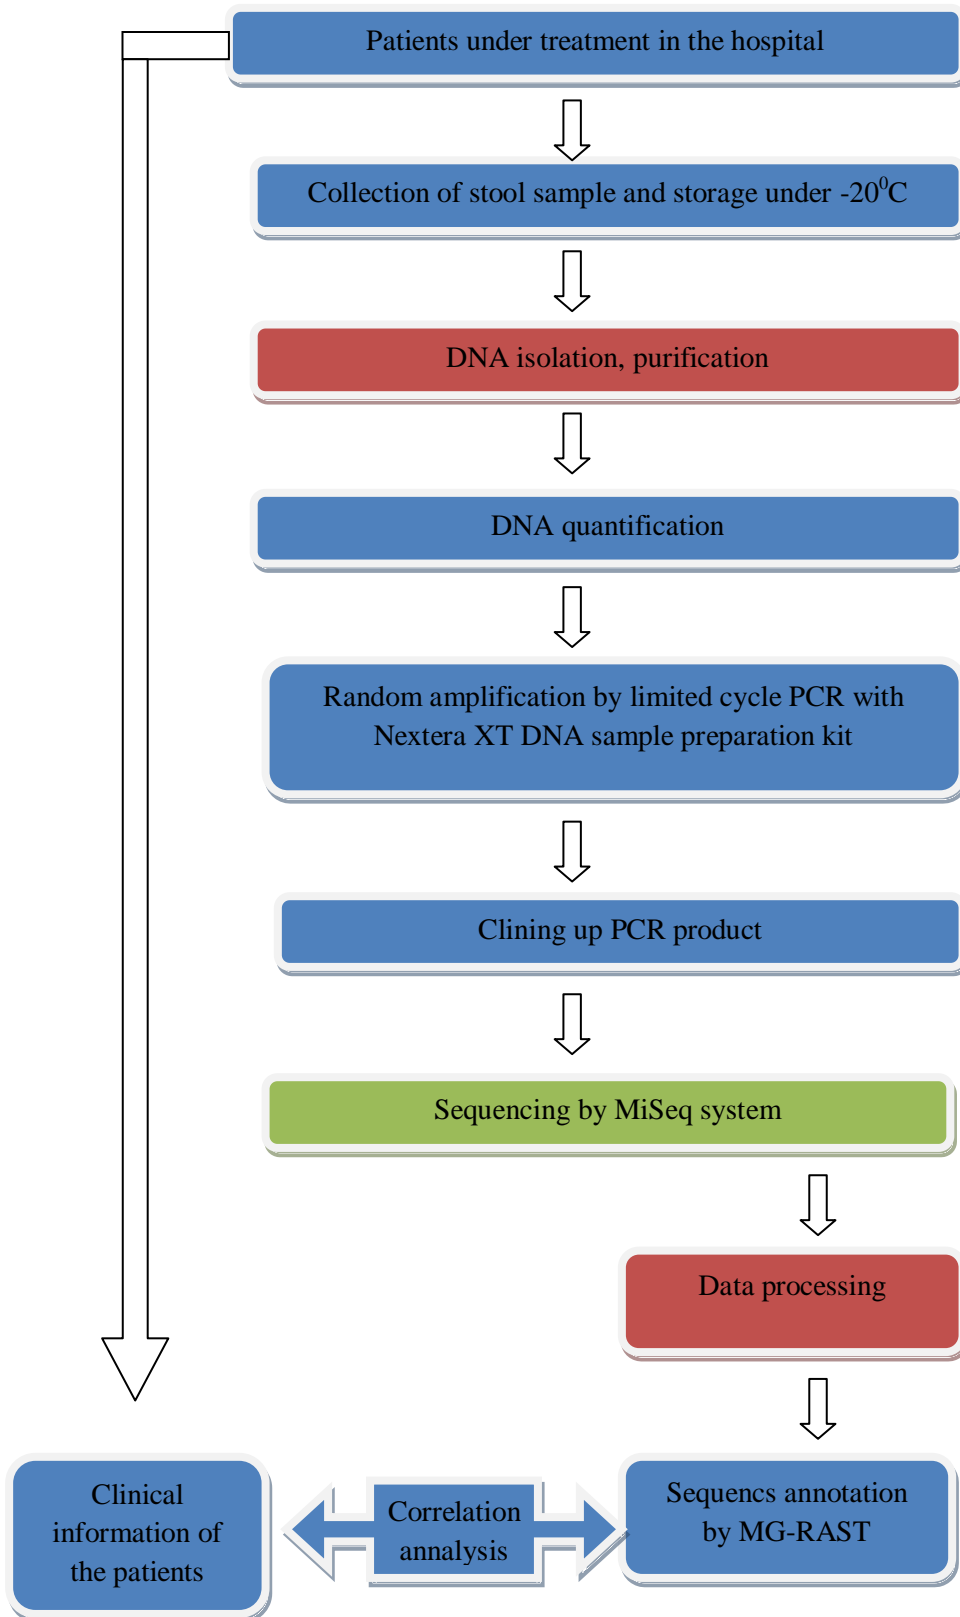 Patients under treatment in the hospital
Collection of stool sample and storage under -20⁰C
DNA isolation, purification
DNA quantification
Random amplification by limited cycle PCR with
Nextera XT DNA sample preparation kit
Clining up PCR product
Sequencing by MiSeq system
Data processing
Clinical
information of
the patients
Correlation
annalysis
Sequencs annotation
by MG-RAST